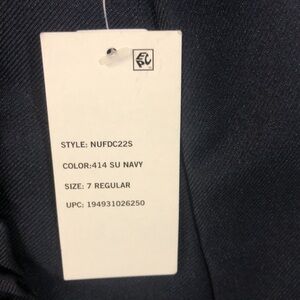 STYLE: NUFDC22S
COLOR:414 SU NAVY
SIZE: 7 REGULAR
UPC: 194931026250